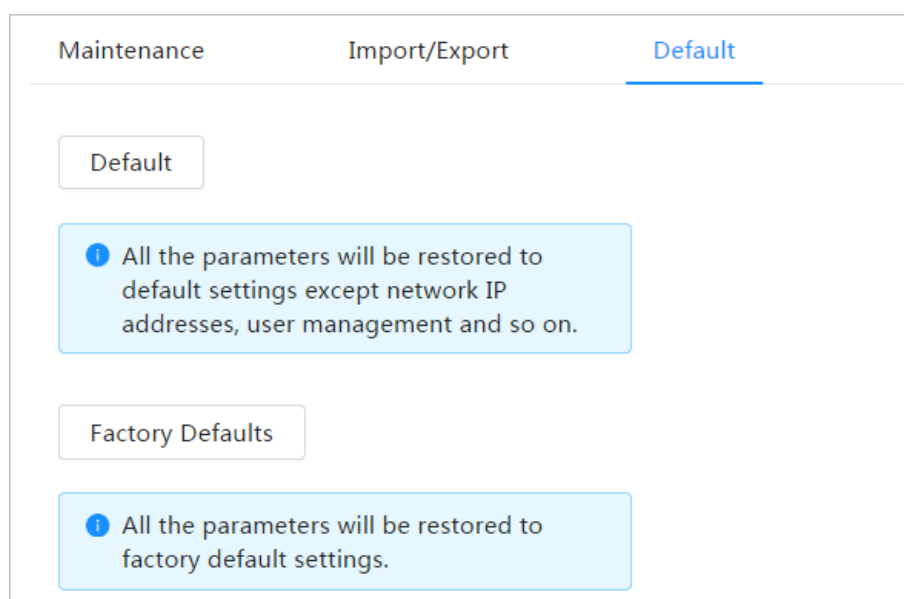 Maintenance Import/Export Default
Default
All the parameters will be restored to
default settings except network IP
addresses, user management and so on.
Factory Defaults
All the parameters will be restored to
factory default settings.